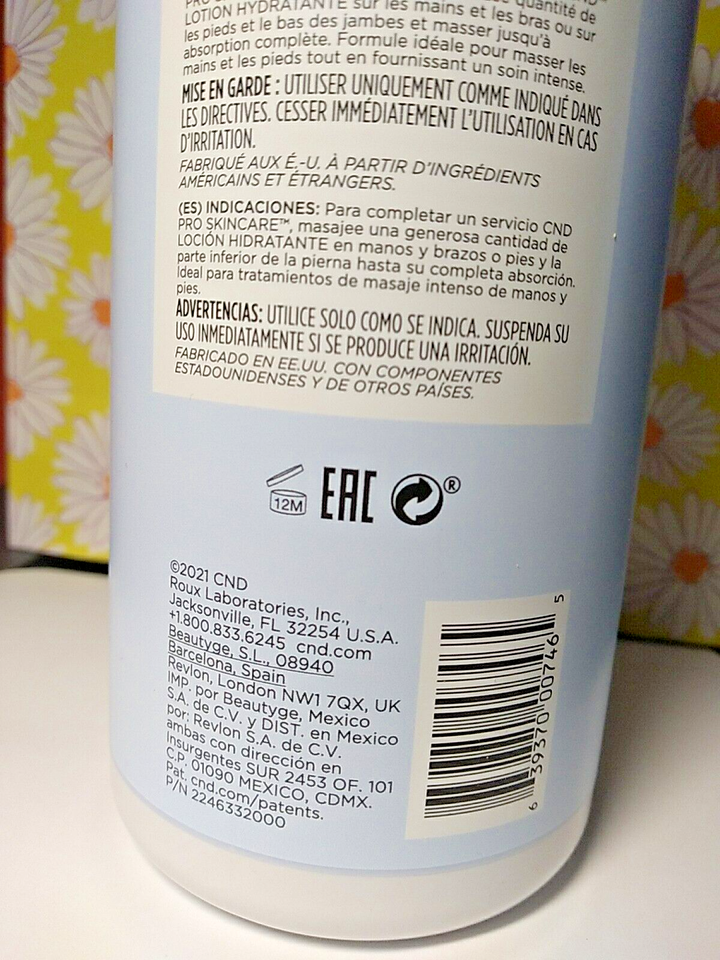 quantité de
LOTION HYDRATANTE sur les mains et les bras ou sur
les pieds et le bas des jambes et masser jusqu'à
absorption complète. Formule idéale pour masser les
mains et les pieds tout en fournissant un soin intense.
MISE EN GARDE : UTILISER UNIQUEMENT COMME INDIQUÉ DANS
LES DIRECTIVES. CESSER IMMÉDIATEMENT L'UTILISATION EN CAS
D'IRRITATION.
FABRIQUÉ AUX É.-U. À PARTIR D'INGRÉDIENTS
AMÉRICAINS ET ÉTRANGERS.
(ES) INDICACIONES: Para completar un servicio CND
PRO SKINCARE™, masajee una generosa cantidad de
LOCIÓN HIDRATANTE en manos y brazos o pies y la
parte inferior de la pierna hasta su completa absorción.
Ideal para tratamientos de masaje intenso de manos y
pies.
ADVERTENCIAS: UTILICE SOLO COMO SE INDICA. SUSPENDA SU
USO INMEDIATAMENTE SI SE PRODUCE UNA IRRITACIÓN.
FABRICADO EN EE.UU. CON COMPONENTES
ESTADOUNIDENSES Y DE OTROS PAÍSES.
12M EAC ®
©2021 CND
Roux Laboratories, Inc.,
Jacksonville, FL 32254 U.S.A.
+1.800.833.6245 cnd.com
Beautyge, S.L., 08940
Barcelona, Spain
Revlon, London NW1 7QX, UK
IMP. por Beautyge, Mexico
S.A. de C.V. y DIST. en Mexico
por: Revlon S.A. de C.V.
ambas con dirección en
Insurgentes SUR 2453 OF. 101
C.P. 01090 MEXICO, CDMX.
Pat. cnd.com/patents.
P/N 2246332000
6 39370 00746 5